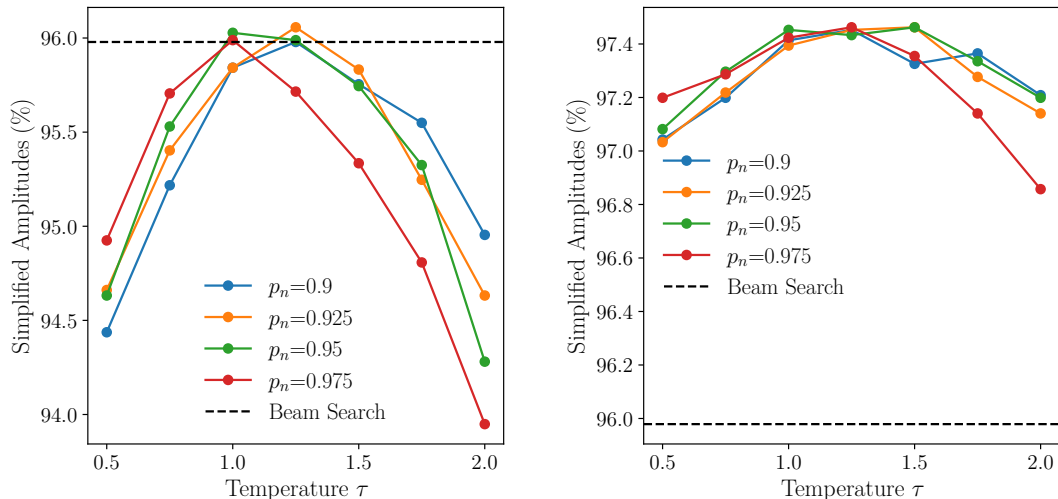 Simplified Amplitudes (%)
96.0
95.5
95.0
94.5
94.0
p_n=0.9
p_n=0.925
p_n=0.95
p_n=0.975
Beam Search
0.5 1.0 1.5 2.0
Temperature τ
Simplified Amplitudes (%)
97.4
97.2
97.0
96.8
96.6
96.4
96.2
96.0
p_n=0.9
p_n=0.925
p_n=0.95
p_n=0.975
Beam Search
0.5 1.0 1.5 2.0
Temperature τ